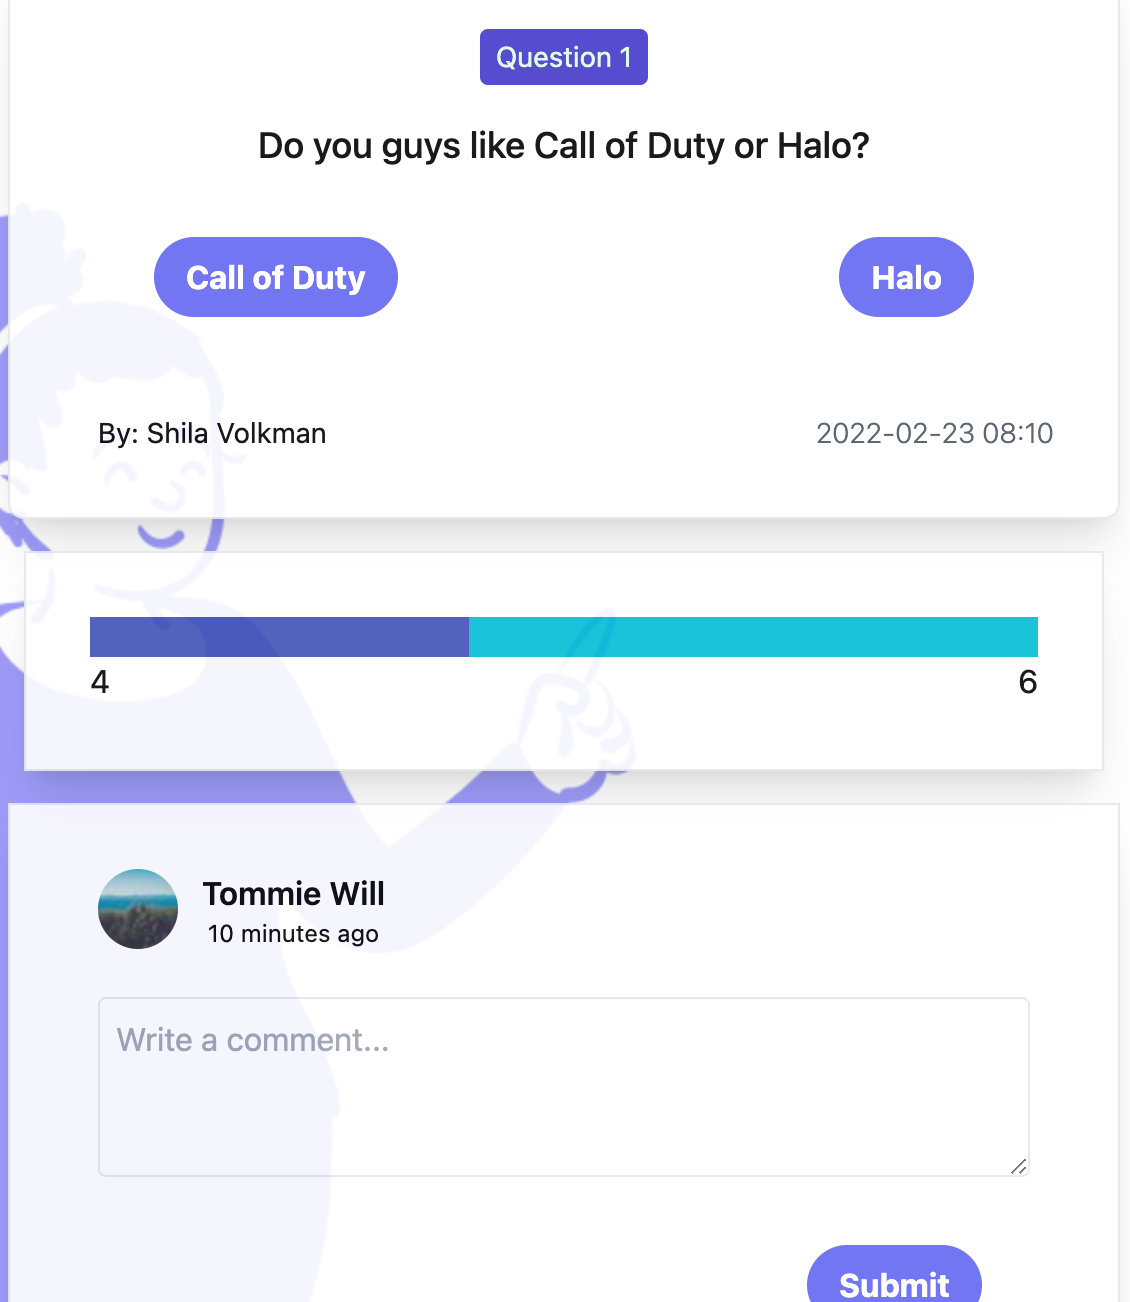 Question 1
Do you guys like Call of Duty or Halo?
Call of Duty
Halo
By: Shila Volkman
2022-02-23 08:10
4
6
Tommie Will
10 minutes ago
Write a comment...
Submit